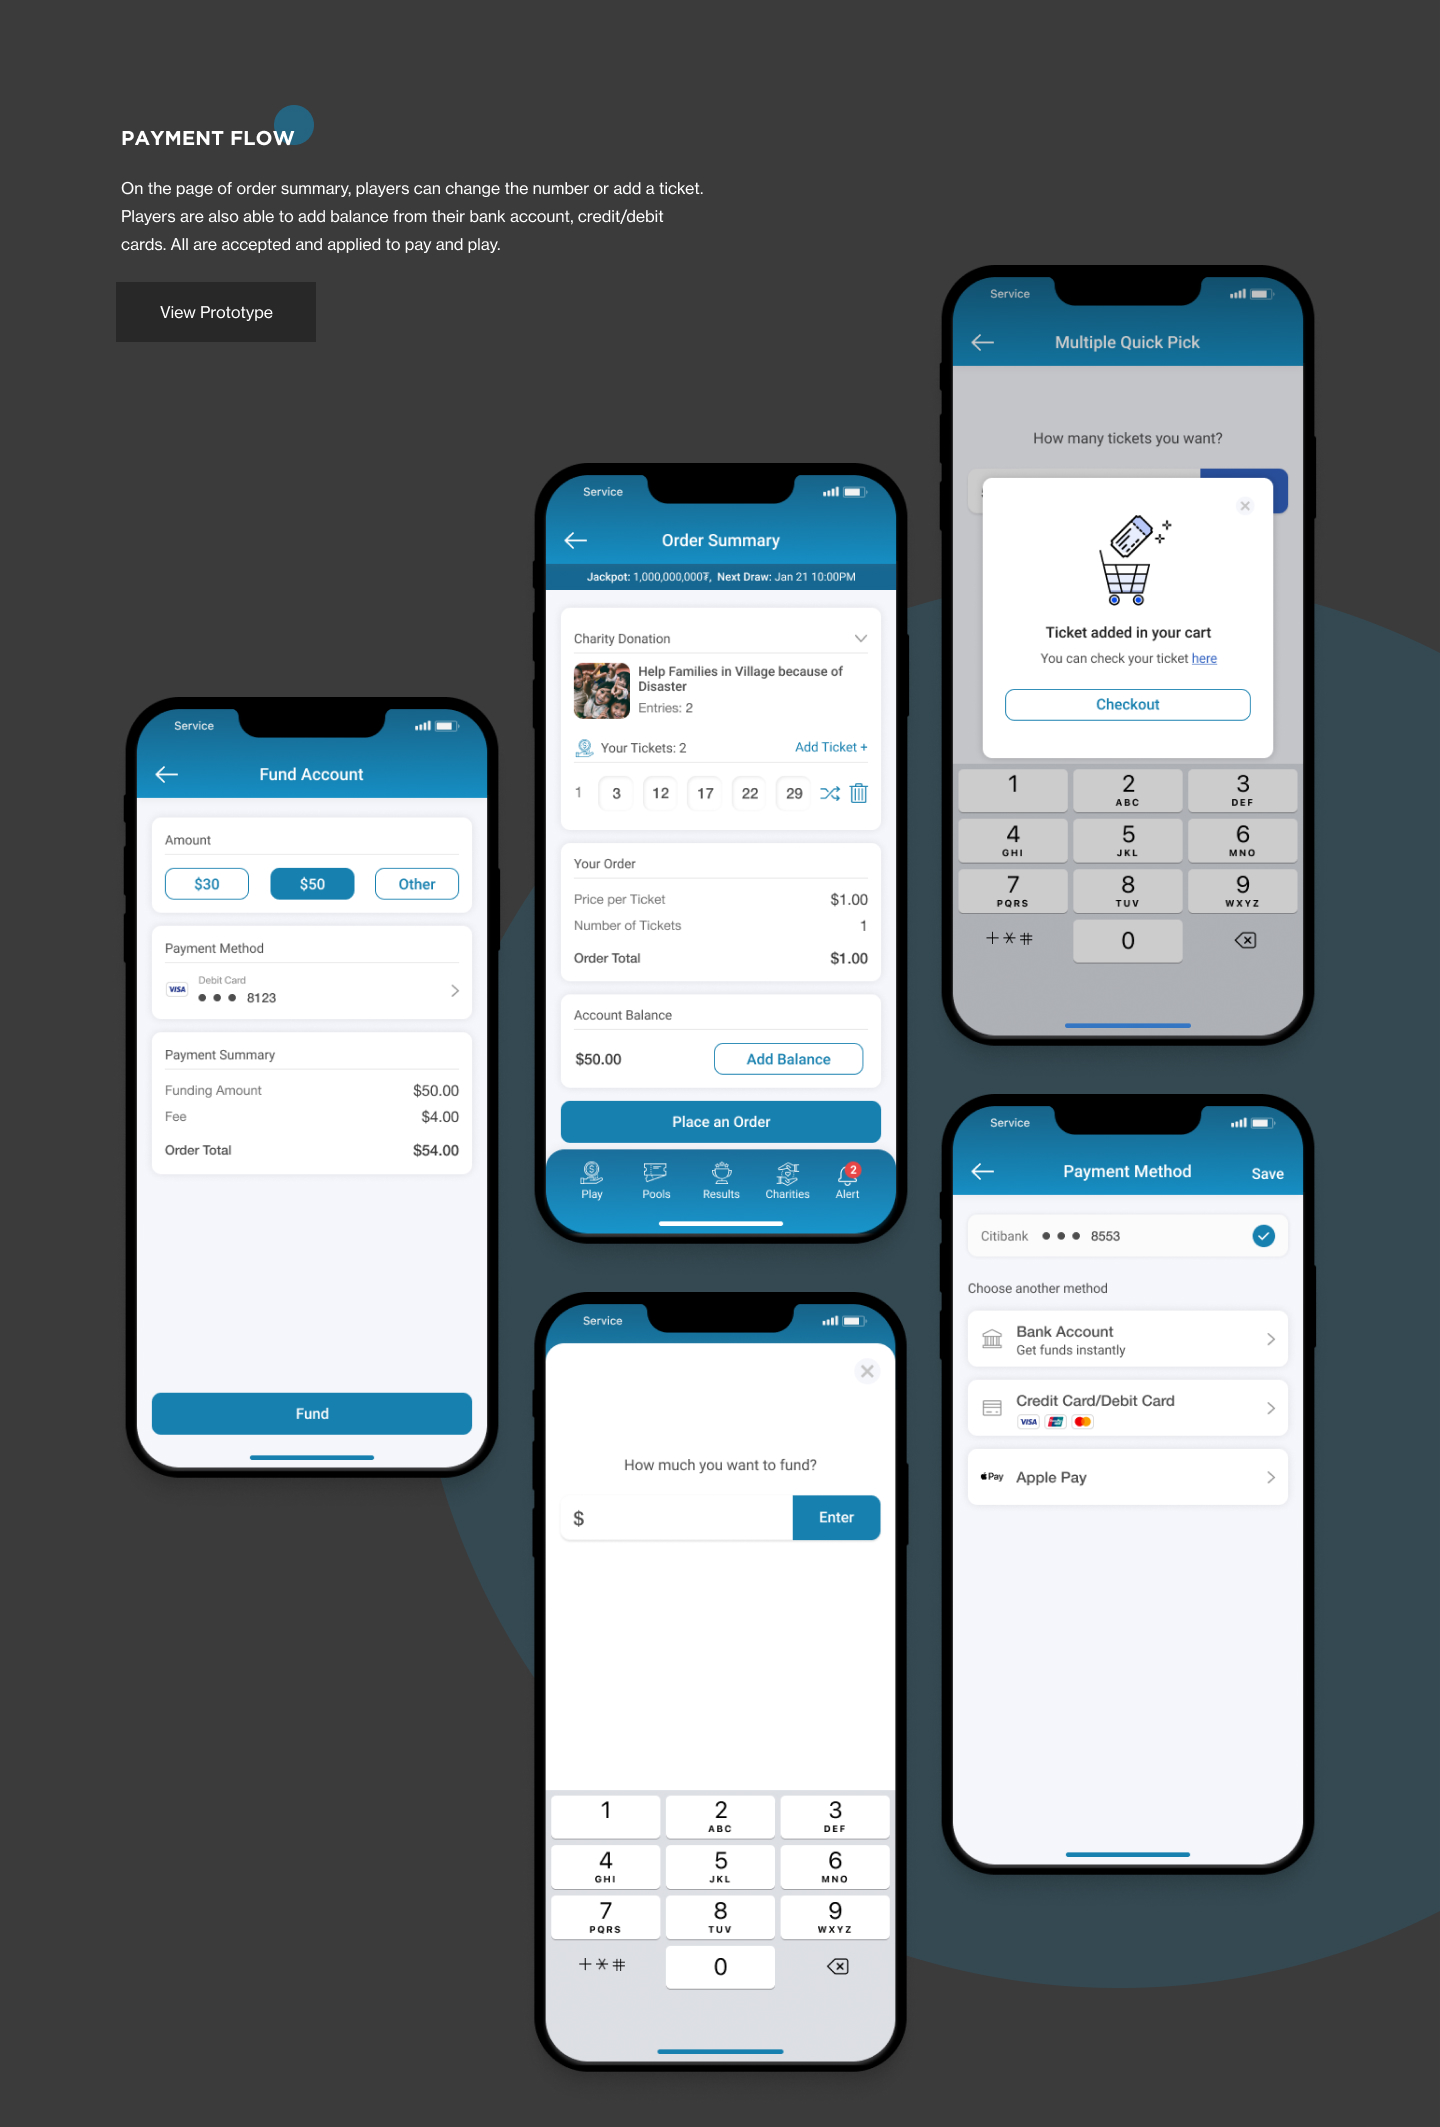 PAYMENT FLOW
On the page of order summary, players can change the number or add a ticket.
Players are also able to add balance from their bank account, credit/debit
cards. All are accepted and applied to pay and play.
View Prototype
Service
Fund Account
Amount
$30 $50 Other
Payment Method
VISA
Debit Card
● ● ● 8123
Payment Summary
Funding Amount $50.00
Fee $4.00
Order Total $54.00
Fund
Service
Order Summary
Jackpot: 1,000,000,000₮, Next Draw: Jan 21 10:00PM
Charity Donation
Help Families in Village because of
Disaster
Entries: 2
Your Tickets: 2 Add Ticket +
1 3 12 17 22 29
Your Order
Price per Ticket $1.00
Number of Tickets 1
Order Total $1.00
Account Balance
$50.00 Add Balance
Place an Order
2
Play Pools Results Charities Alert
Service
How much you want to fund?
$ Enter
1 2 3
ABC DEF
4 5 6
GHI JKL MNO
7 8 9
PQRS TUV WXYZ
+*# 0
Service
Multiple Quick Pick
How many tickets you want?
Ticket added in your cart
You can check your ticket here
Checkout
1 2 3
ABC DEF
4 5 6
GHI JKL MNO
7 8 9
PQRS TUV WXYZ
+*# 0
Service
Payment Method Save
Citibank ● ● ● 8553
Choose another method
Bank Account
Get funds instantly
Credit Card/Debit Card
VISA
Pay Apple Pay